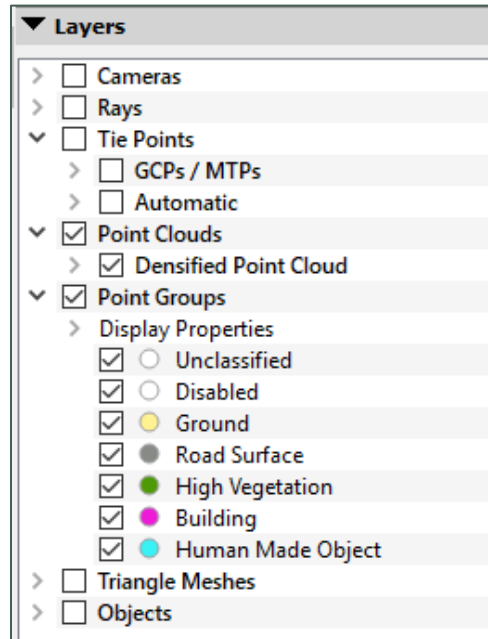 Layers
Cameras
Rays
Tie Points
GCPs / MTPs
Automatic
Point Clouds
Densified Point Cloud
Point Groups
Display Properties
Unclassified
Disabled
Ground
Road Surface
High Vegetation
Building
Human Made Object
Triangle Meshes
Objects